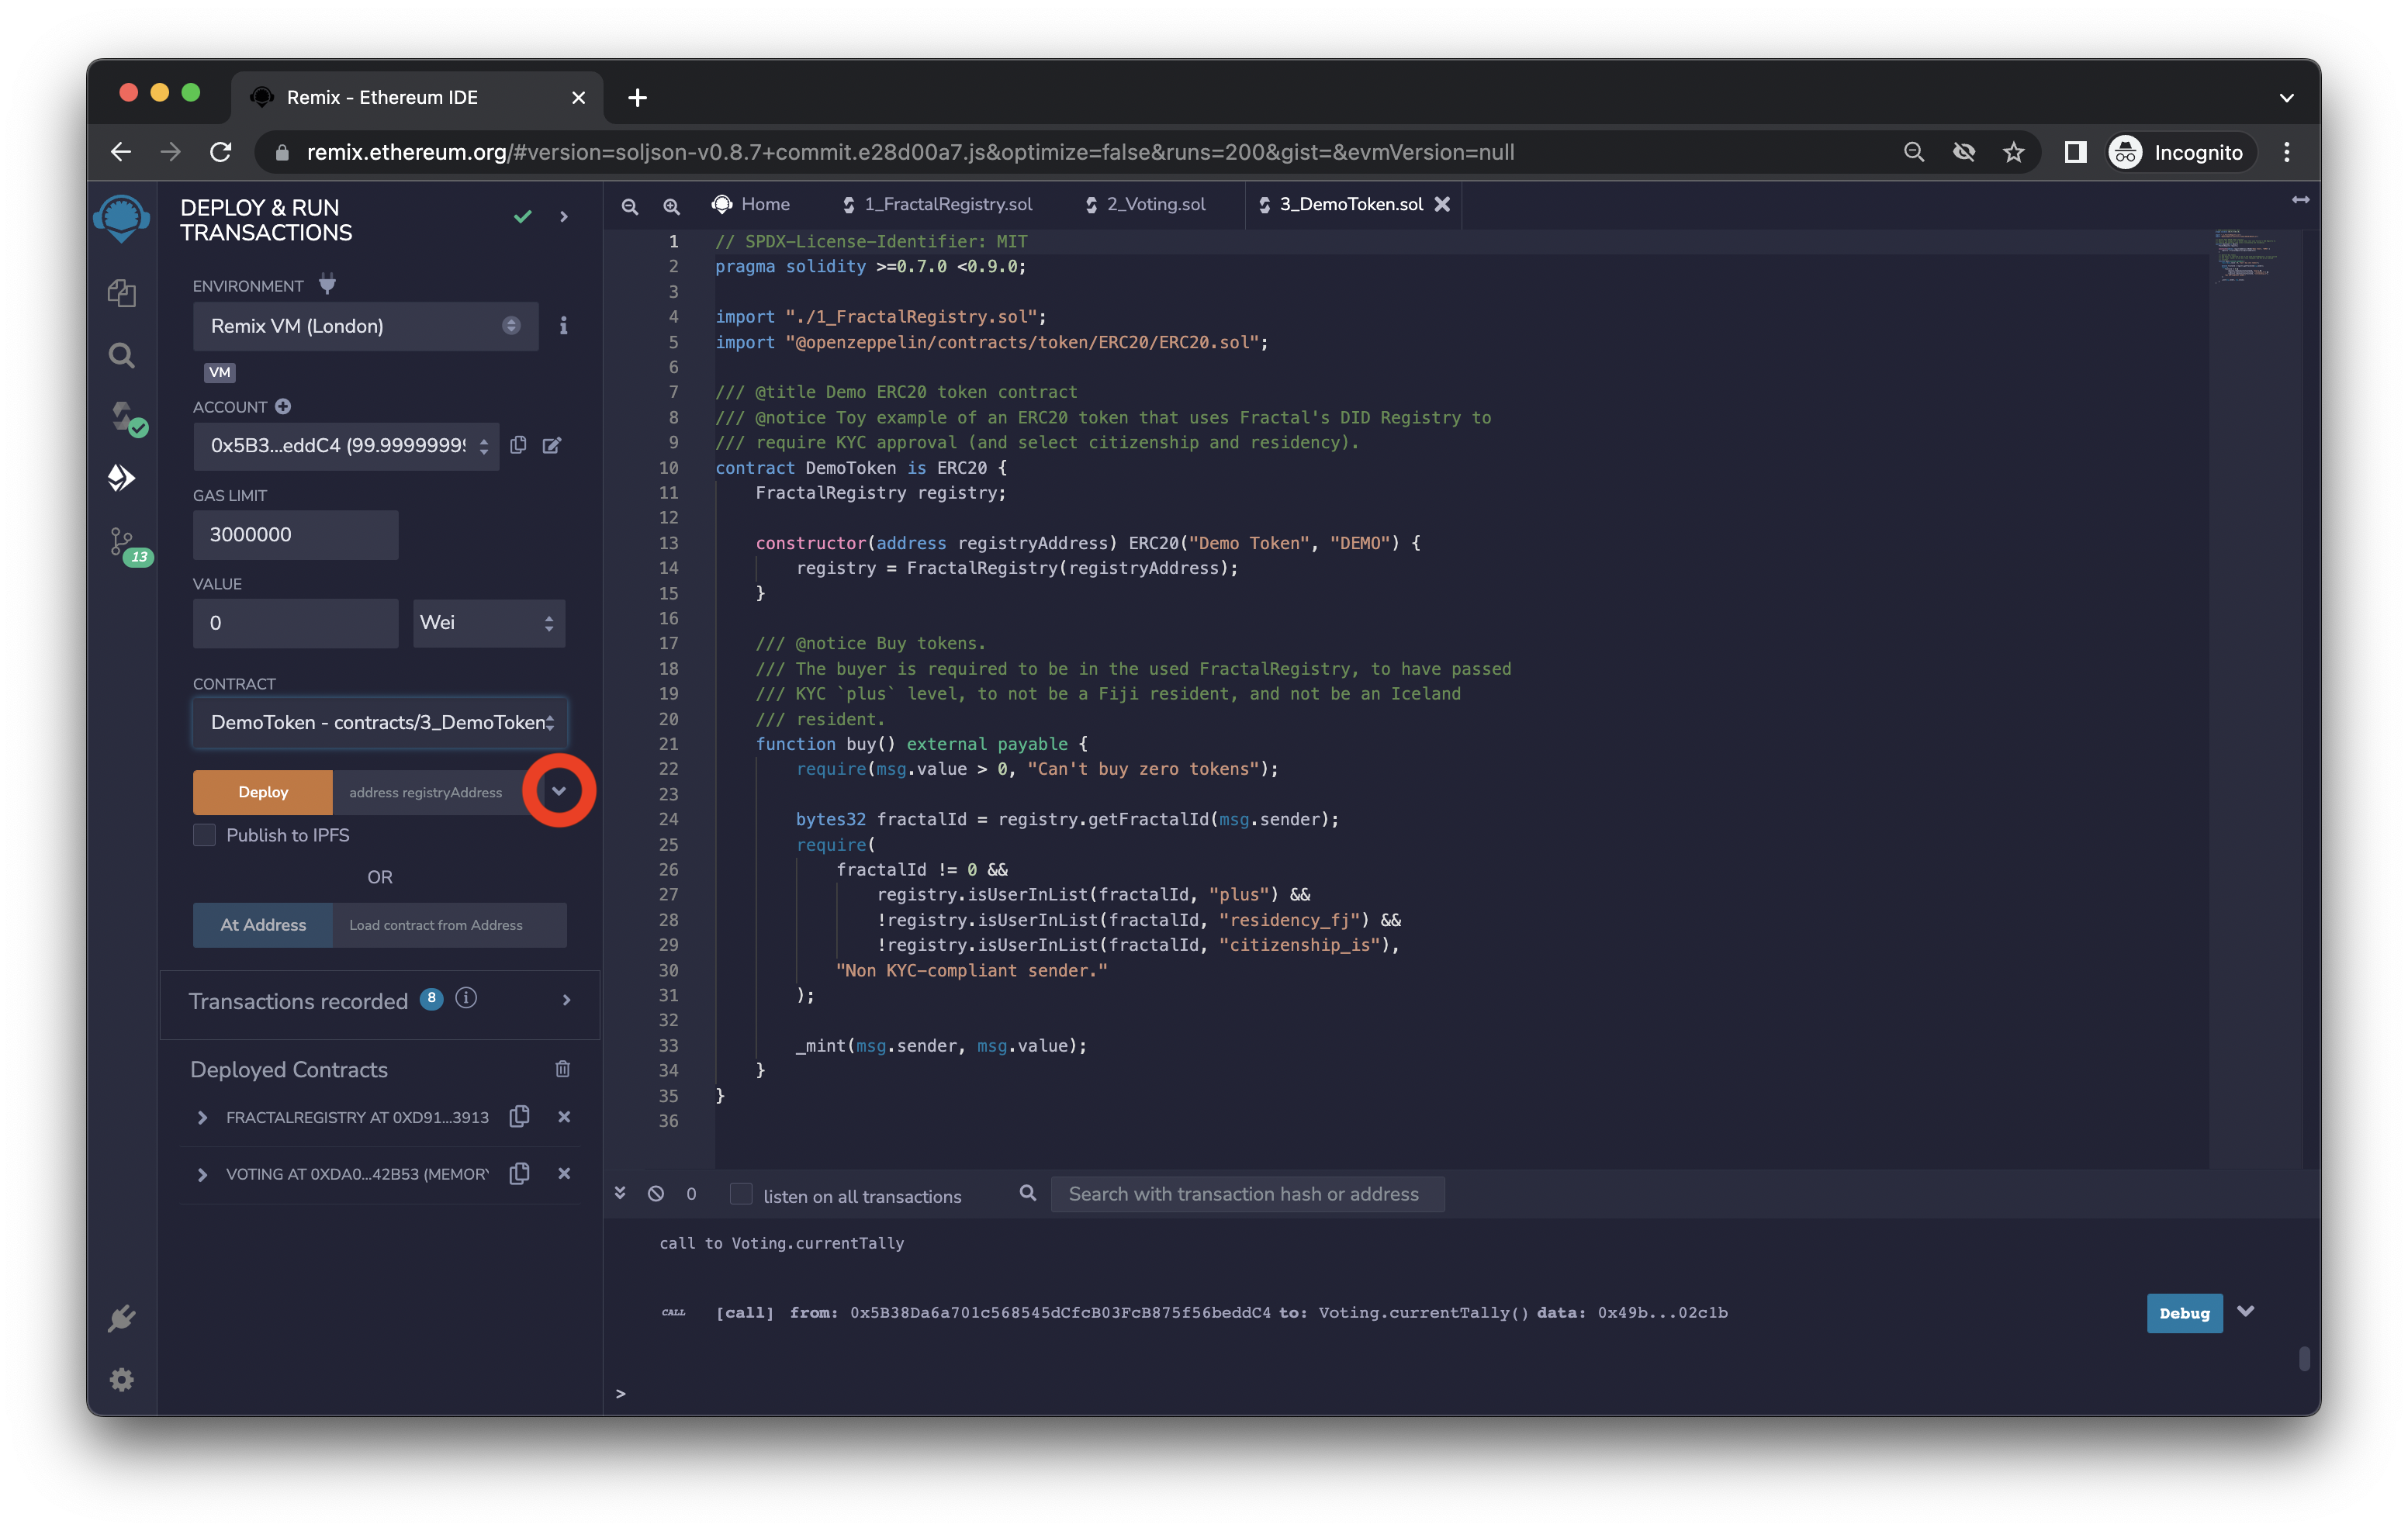 Remix - Ethereum IDE
remix.ethereum.org/#version=soljson-v0.8.7+commit.e28d00a7.js&optimize=false&runs=200&gist=&evmVersion=null
Incognito
DEPLOY & RUN
TRANSACTIONS
ENVIRONMENT
Remix VM (London)
VM
ACCOUNT
0x5B3...eddC4 (99.99999999
GAS LIMIT
3000000
VALUE
0
Wei
CONTRACT
DemoToken - contracts/3_DemoToken
Deploy
address registryAddress
Publish to IPFS
OR
At Address
Load contract from Address
Transactions recorded 8 i
Deployed Contracts
FRACTALREGISTRY AT 0XD91...3913
VOTING AT 0XDA0...42B53 (MEMORY
13
Home
1_FractalRegistry.sol
2_Voting.sol
3_DemoToken.sol
1 // SPDX-License-Identifier: MIT
2 pragma solidity >=0.7.0 <0.9.0;
3
4 import "./1_FractalRegistry.sol";
5 import "@openzeppelin/contracts/token/ERC20/ERC20.sol";
6
7 /// @title Demo ERC20 token contract
8 /// @notice Toy example of an ERC20 token that uses Fractal's DID Registry to
9 /// require KYC approval (and select citizenship and residency).
10 contract DemoToken is ERC20 {
11 FractalRegistry registry;
12
13 constructor(address registryAddress) ERC20("Demo Token", "DEMO") {
14 registry = FractalRegistry(registryAddress);
15 }
16
17 /// @notice Buy tokens.
18 /// The buyer is required to be in the used FractalRegistry, to have passed
19 /// KYC `plus` level, to not be a Fiji resident, and not be an Iceland
20 /// resident.
21 function buy() external payable {
22 require(msg.value > 0, "Can't buy zero tokens");
23
24 bytes32 fractalId = registry.getFractalId(msg.sender);
25 require(
26 fractalId != 0 &&
27 registry.isUserInList(fractalId, "plus") &&
28 !registry.isUserInList(fractalId, "residency_fj") &&
29 !registry.isUserInList(fractalId, "citizenship_is"),
30 "Non KYC-compliant sender."
31 );
32
33 _mint(msg.sender, msg.value);
34 }
35 }
36
0
listen on all transactions
Search with transaction hash or address
call to Voting.currentTally
CALL [call] from: 0x5B38Da6a701c568545dCfcB03FcB875f56beddC4 to: Voting.currentTally() data: 0x49b...02c1b
Debug
>